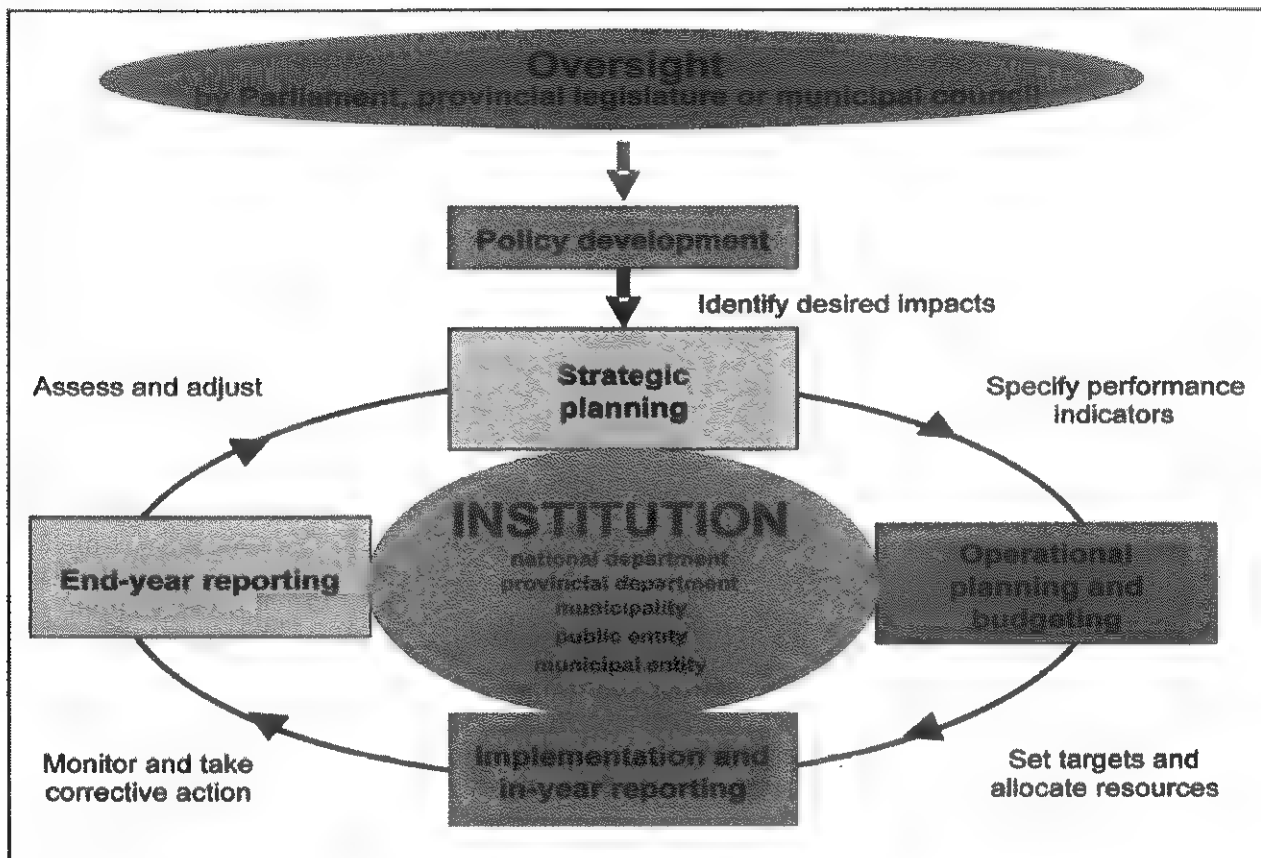 Oversight
by Parliament, provincial legislature or municipal council
Policy development
Identify desired impacts
Strategic
planning
Assess and adjust
Specify performance
indicators
INSTITUTION
national department
provincial department
municipality
public entity
municipal entity
End-year reporting
Operational
planning and
budgeting
Implementation and
in-year reporting
Monitor and take
corrective action
Set targets and
allocate resources